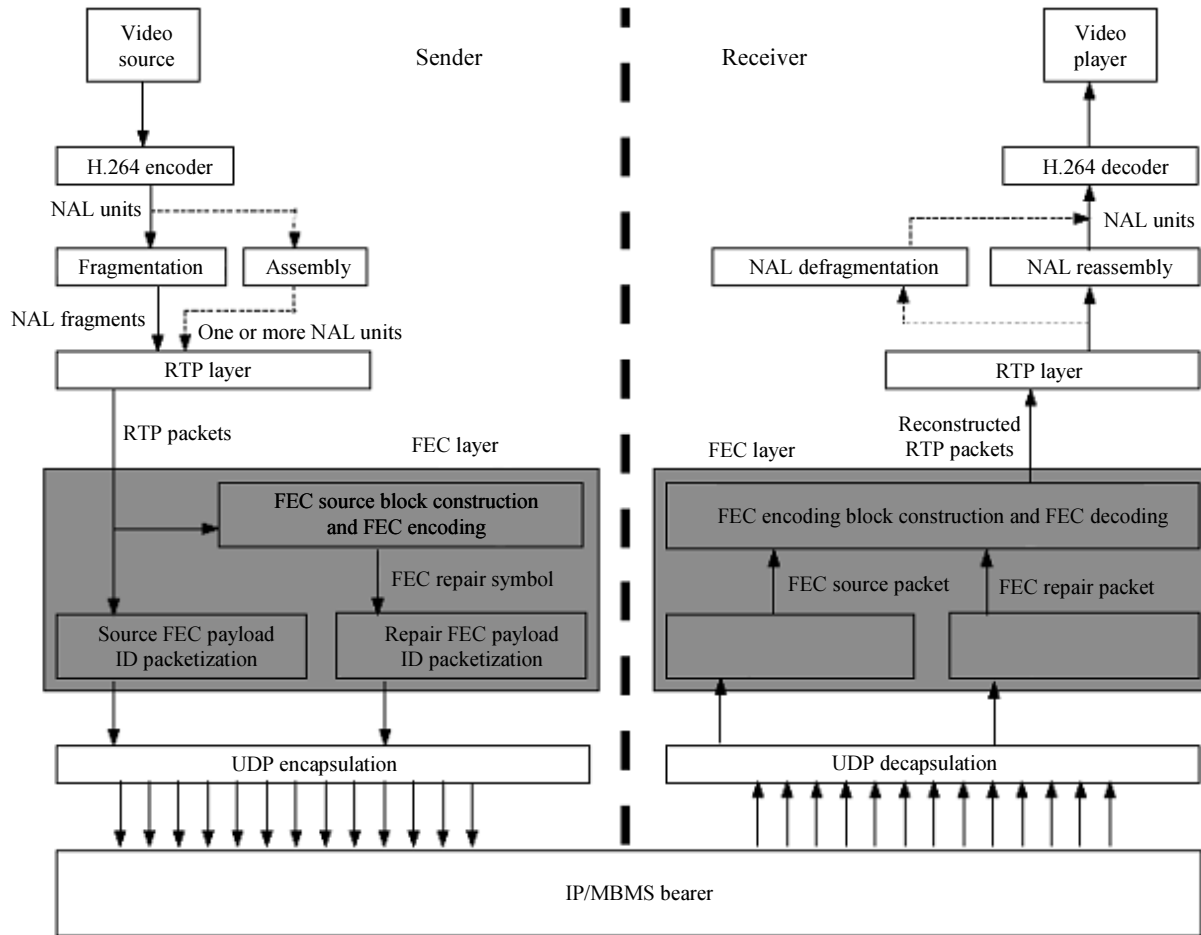 Video
source
Sender
Receiver
Video
player
H.264 encoder
H.264 decoder
NAL units
NAL units
Fragmentation
Assembly
NAL defragmentation
NAL reassembly
NAL fragments
One or more NAL units
RTP layer
RTP layer
RTP packets
Reconstructed
RTP packets
FEC layer
FEC layer
FEC source block construction
and FEC encoding
FEC encoding block construction and FEC decoding
FEC repair symbol
FEC source packet
FEC repair packet
Source FEC payload
ID packetization
Repair FEC payload
ID packetization
UDP encapsulation
UDP decapsulation
IP/MBMS bearer